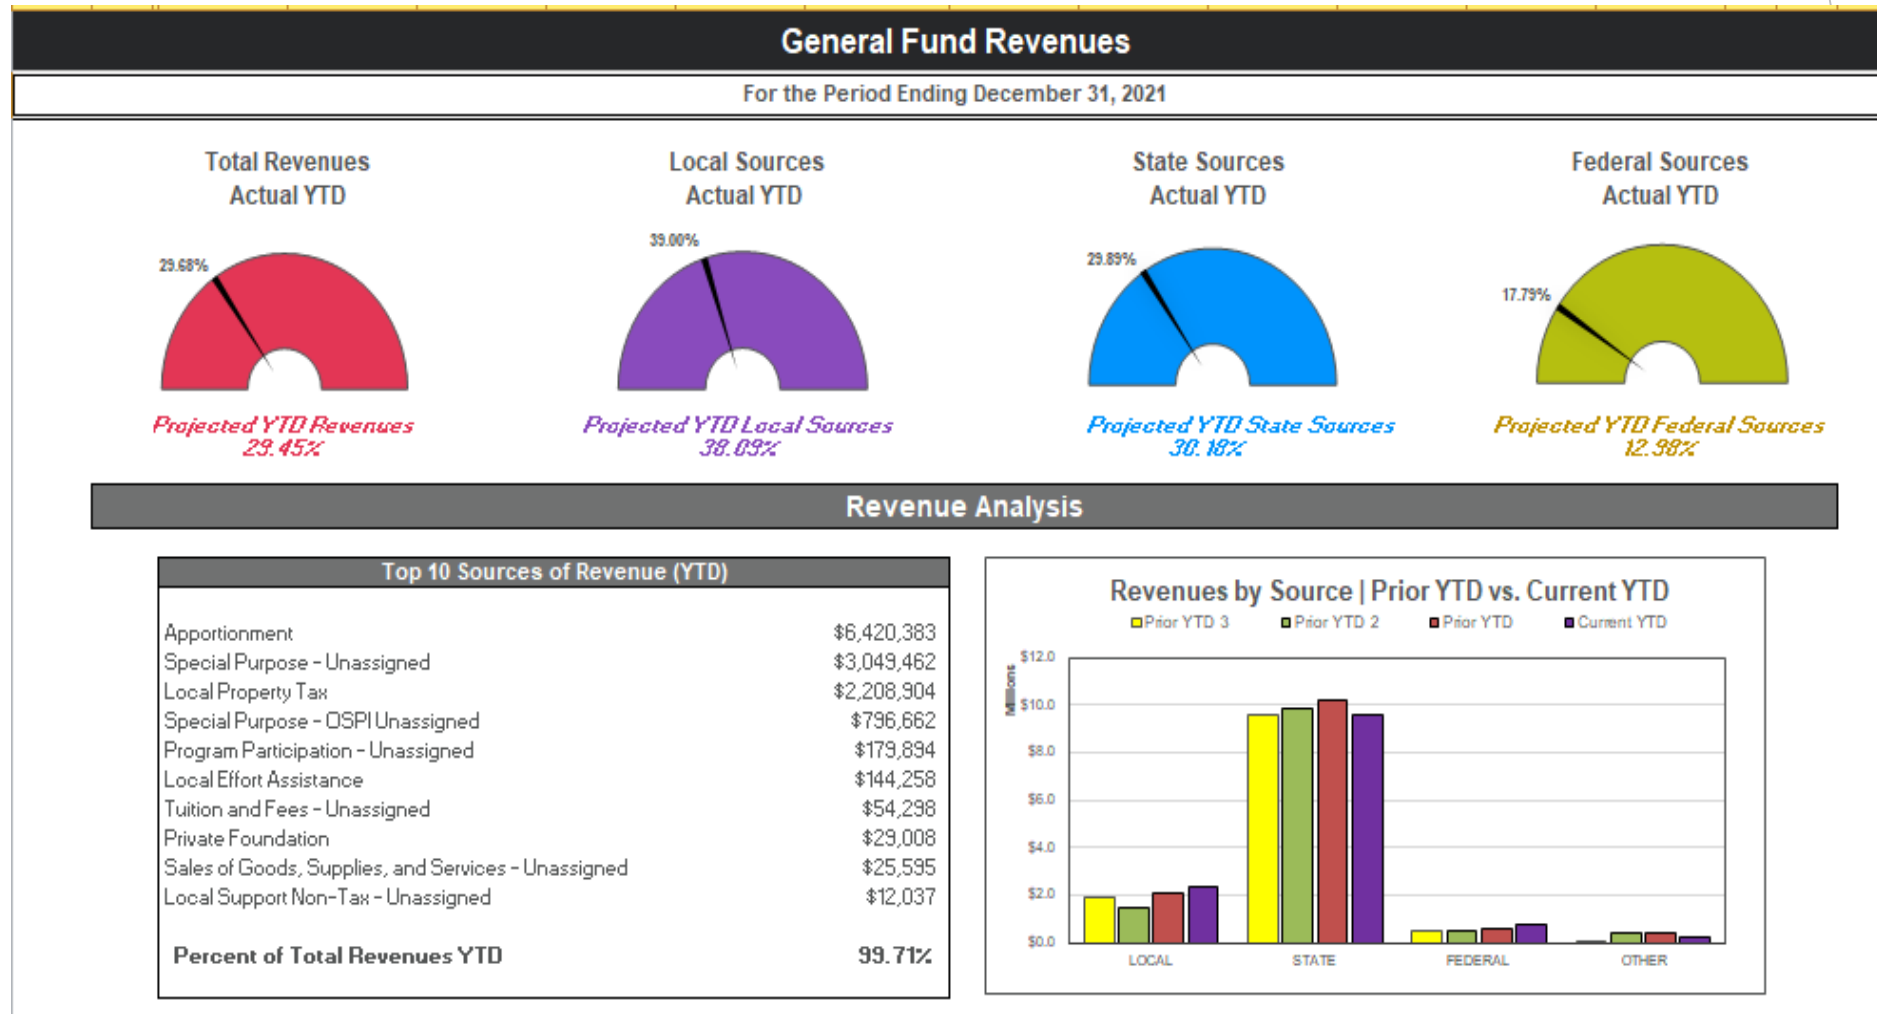 General Fund Revenues
For the Period Ending December 31, 2021
Total Revenues
Actual YTD
29.68%
Projected YTD Revenues
29.45%
Local Sources
Actual YTD
39.00%
Projected YTD Local Sources
38.09%
State Sources
Actual YTD
29.89%
Projected YTD State Sources
30.18%
Federal Sources
Actual YTD
17.79%
Projected YTD Federal Sources
12.98%
Revenue Analysis
Top 10 Sources of Revenue (YTD)
Apportionment $6,420,383
Special Purpose - Unassigned $3,049,462
Local Property Tax $2,208,904
Special Purpose - OSPI Unassigned $796,662
Program Participation - Unassigned $179,894
Local Effort Assistance $144,258
Tuition and Fees - Unassigned $54,298
Private Foundation $29,008
Sales of Goods, Supplies, and Services - Unassigned $25,595
Local Support Non-Tax - Unassigned $12,037
Percent of Total Revenues YTD 99.71%
Revenues by Source | Prior YTD vs. Current YTD
Prior YTD 3 Prior YTD 2 Prior YTD Current YTD
Millions
$12.0
$10.0
$8.0
$6.0
$4.0
$2.0
$0.0
LOCAL STATE FEDERAL OTHER